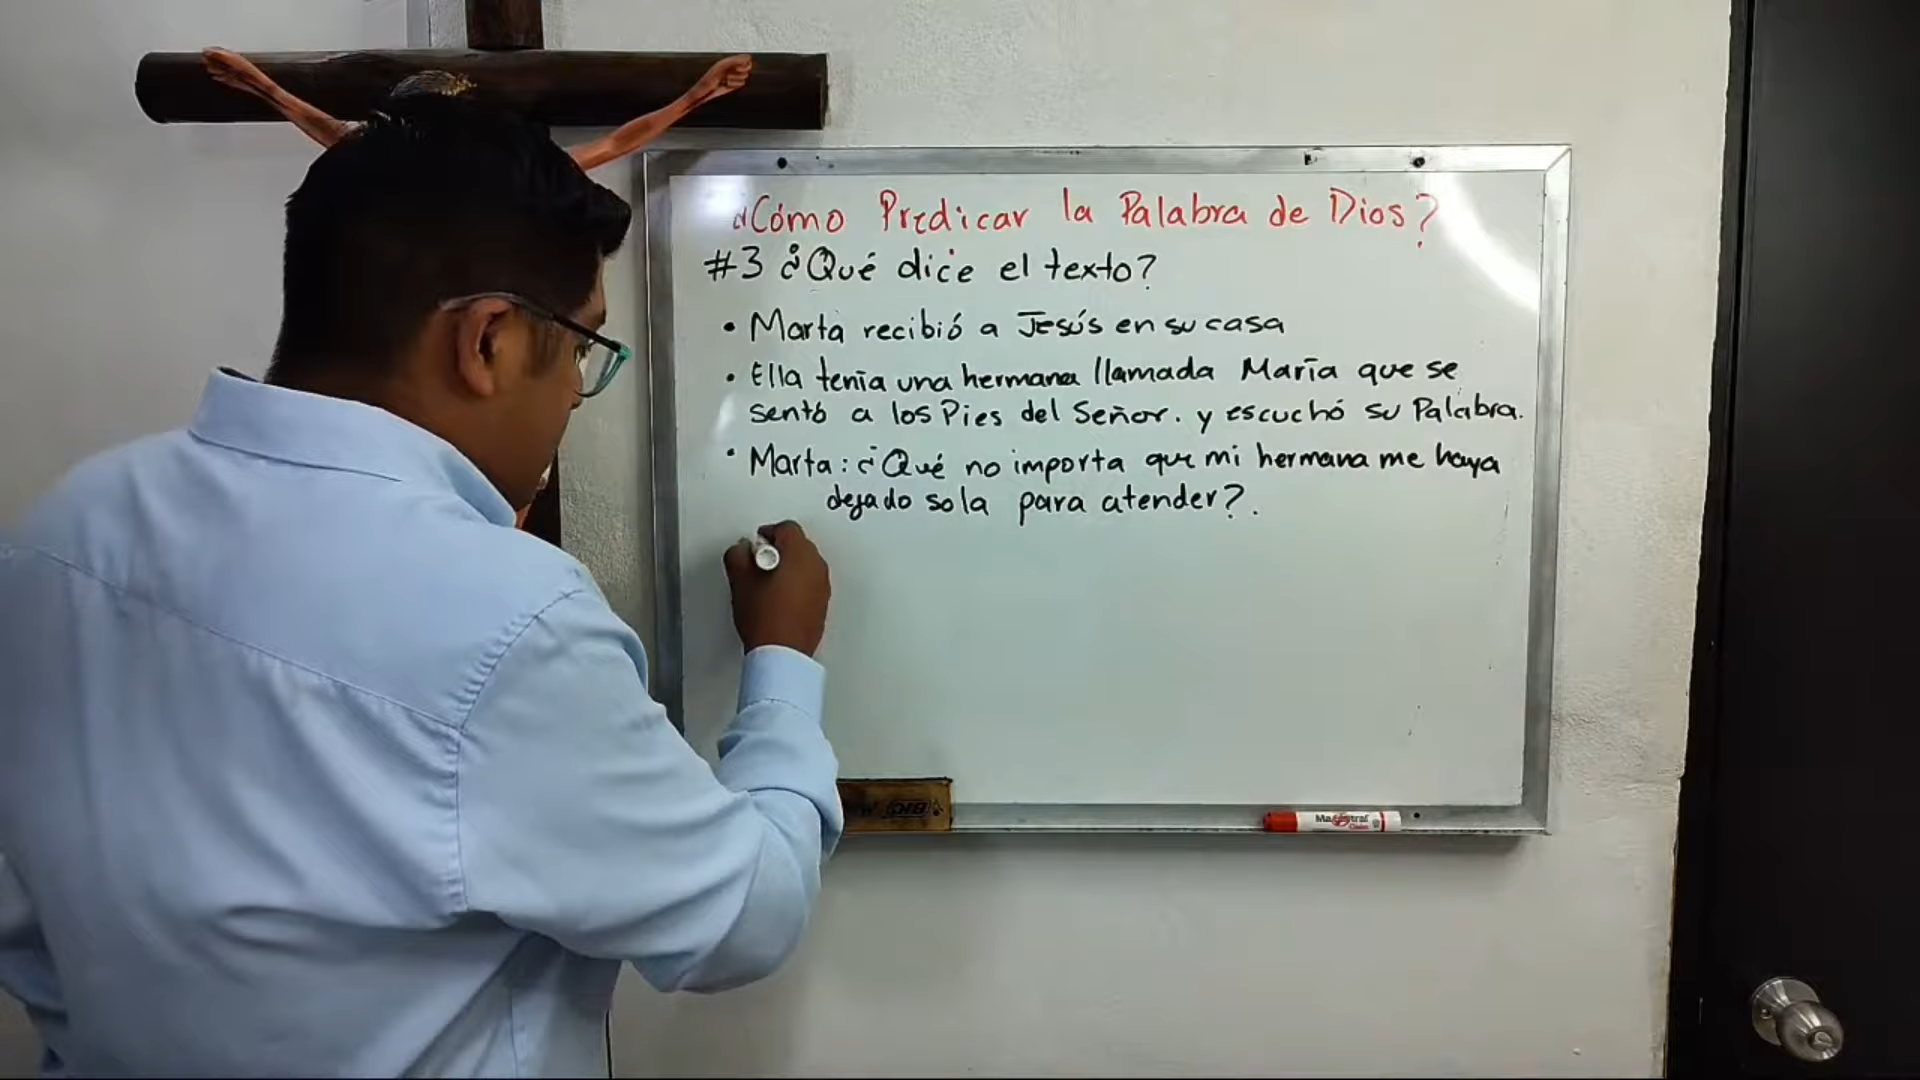 ¿Cómo Predicar la Palabra de Dios?
#3 ¿Qué dice el texto?
• Marta recibió a Jesús en su casa
• Ella tenía una hermana llamada María que se
sentó a los Pies del Señor. y escuchó su Palabra.
• Marta: ¿Qué no importa que mi hermana me haya
dejado sola para atender?.
Magistral